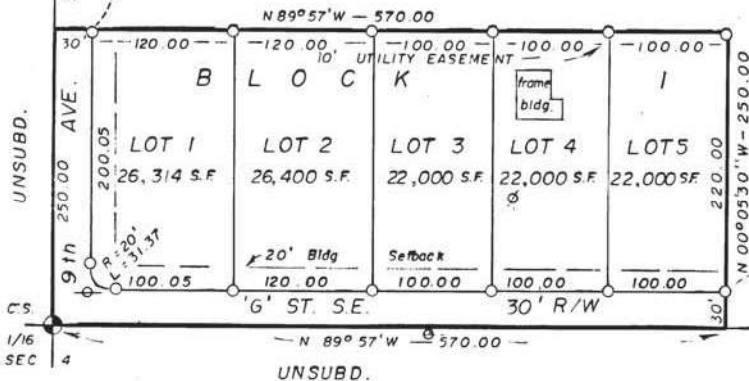 N 89°57'W — 570.00
30' 120.00 120.00 100.00 100.00 100.00
10' UTILITY EASEMENT
B L O C K 1
frame
bldg.
UNSUBD.
9th AVE.
250.00
200.05
LOT 1
26,314 S.F.
LOT 2
26,400 S.F.
LOT 3
22,000 S.F.
LOT 4
22,000 S.F.
LOT 5
22,000 S.F.
220.00
N 00°05'30"W - 250.00
R = 20'
L = 31.37
20' Bldg Setback
100.05 120.00 100.00 100.00 100.00
'G' ST. S.E. 30' R/W
30'
C.S.
1/16
SEC 4
N 89°57'W — 570.00
UNSUBD.